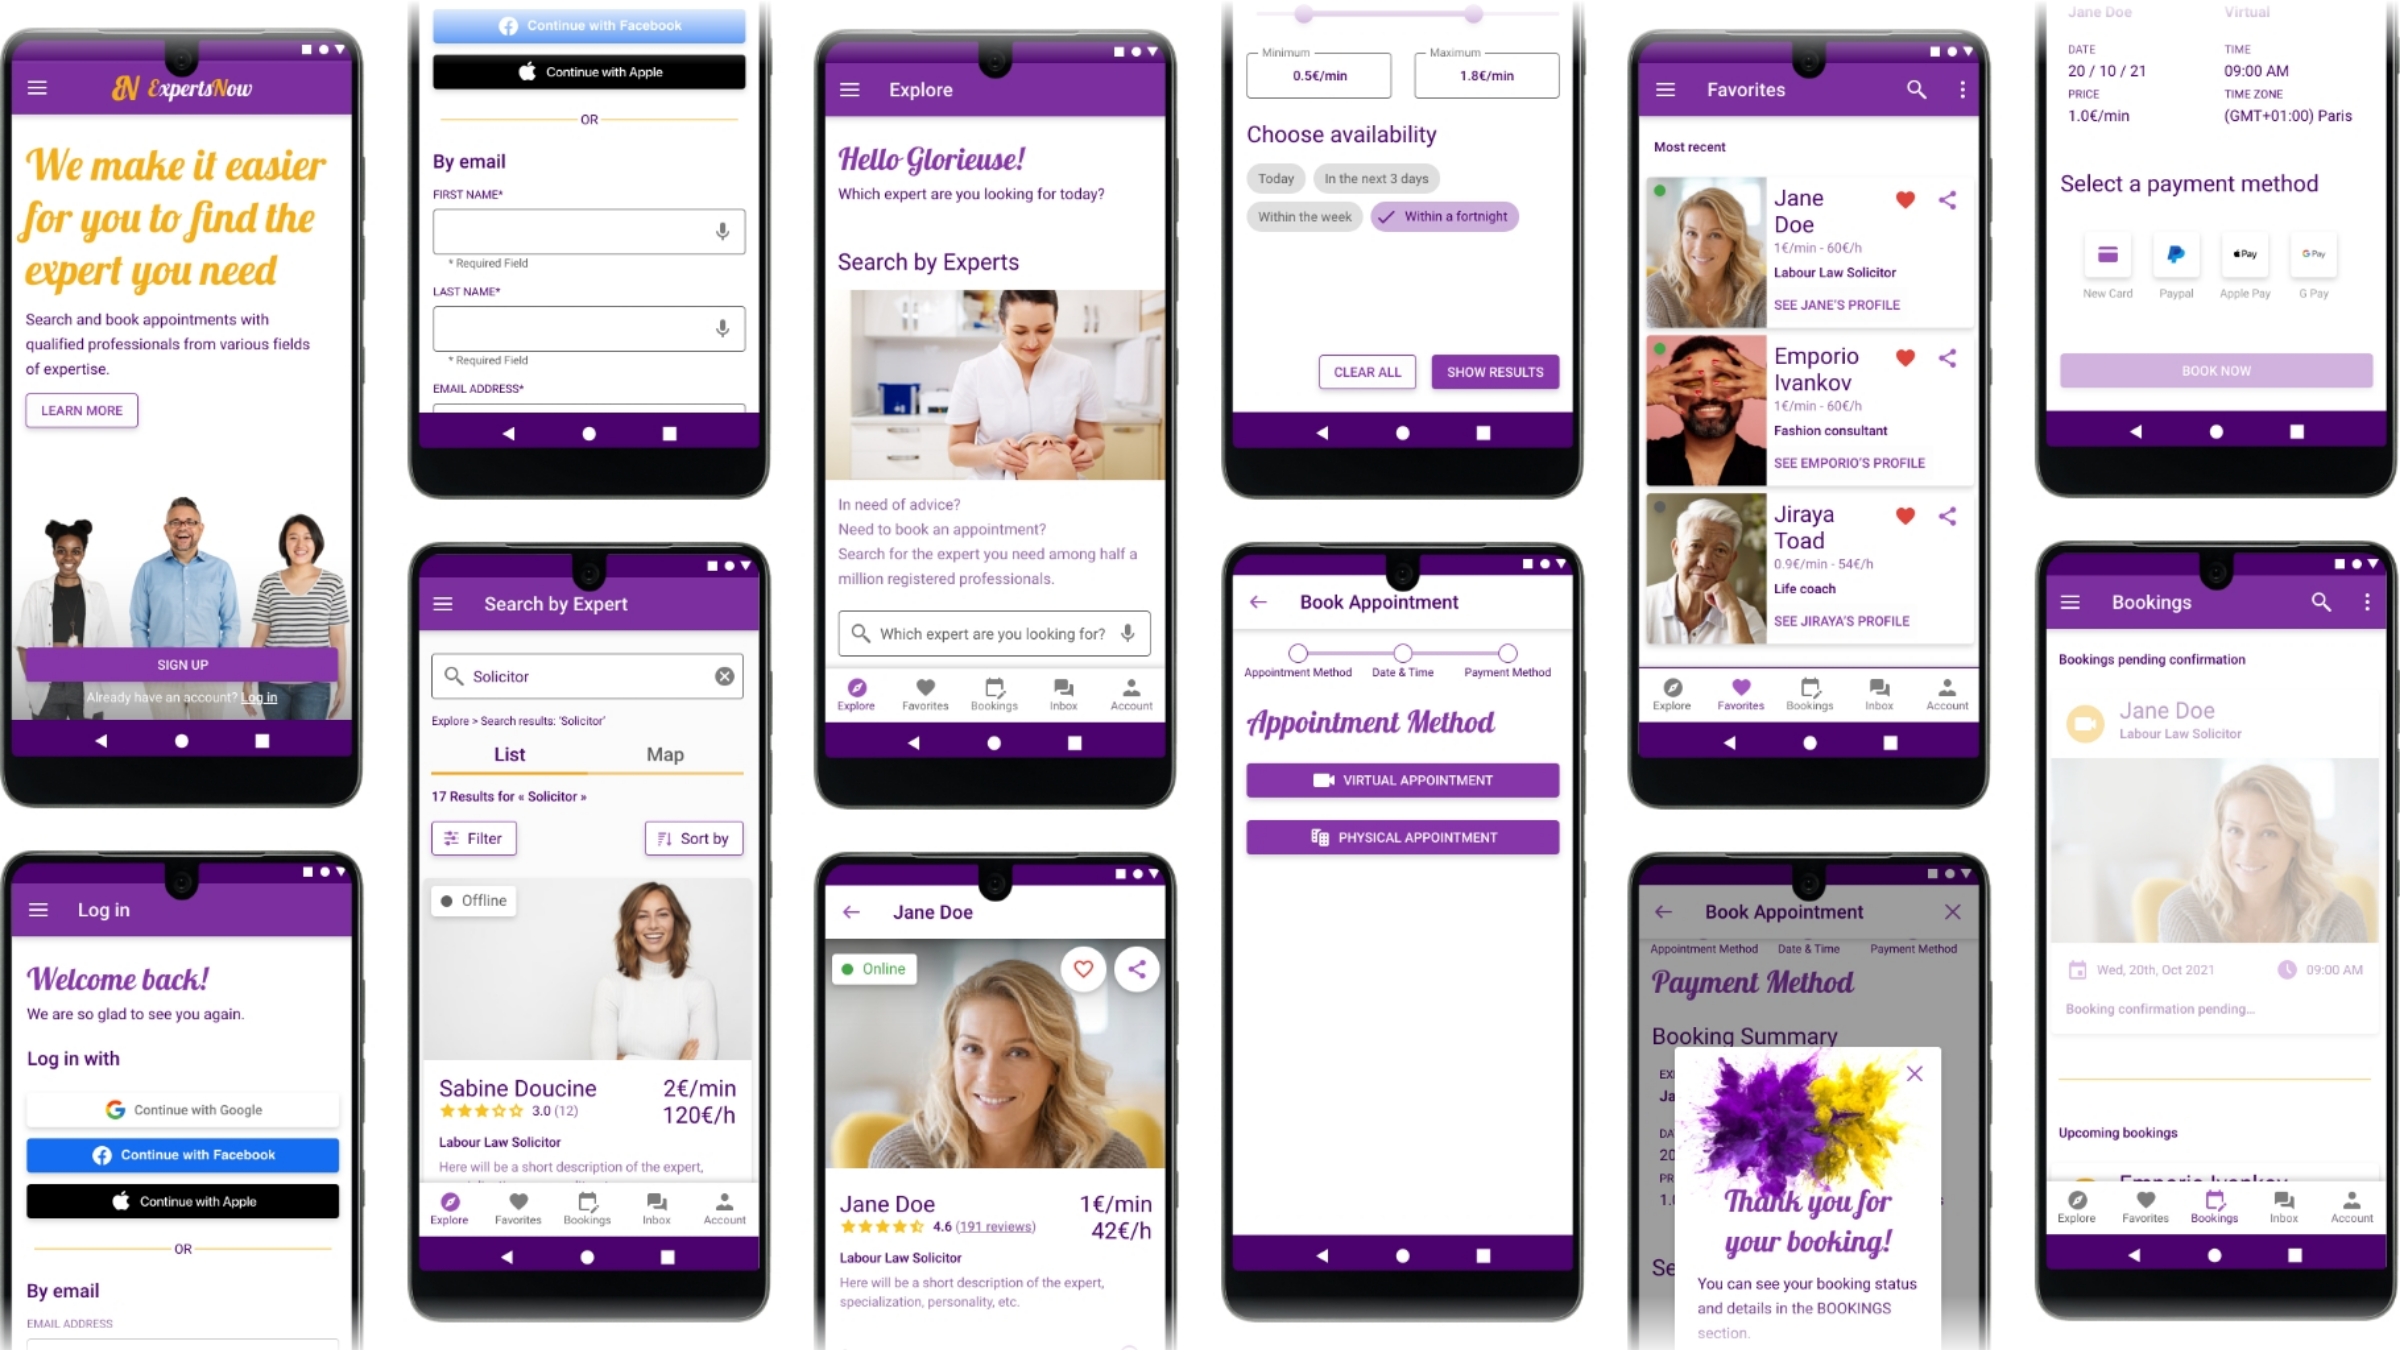 ExpertsNow
We make it easier
for you to find the
expert you need
Search and book appointments with
qualified professionals from various fields
of expertise.
LEARN MORE
SIGN UP
Already have an account? Log in
Log in
Welcome back!
We are so glad to see you again.
Log in with
Continue with Google
Continue with Facebook
Continue with Apple
OR
By email
EMAIL ADDRESS
Continue with Facebook
Continue with Apple
OR
By email
FIRST NAME*
* Required Field
LAST NAME*
* Required Field
EMAIL ADDRESS*
Search by Expert
Solicitor
Explore > Search results: 'Solicitor'
List Map
17 Results for « Solicitor »
Filter Sort by
Offline
Sabine Doucine 2€/min
3.0 (12) 120€/h
Labour Law Solicitor
Here will be a short description of the expert,
Explore Favorites Bookings Inbox Account
Explore
Hello Glorieuse!
Which expert are you looking for today?
Search by Experts
In need of advice?
Need to book an appointment?
Search for the expert you need among half a
million registered professionals.
Which expert are you looking for?
Explore Favorites Bookings Inbox Account
Jane Doe
Online
Jane Doe 1€/min
4.6 (191 reviews) 42€/h
Labour Law Solicitor
Here will be a short description of the expert,
specialization, personality, etc.
Minimum Maximum
0.5€/min 1.8€/min
Choose availability
Today In the next 3 days
Within the week Within a fortnight
CLEAR ALL SHOW RESULTS
Book Appointment
Appointment Method Date & Time Payment Method
Appointment Method
VIRTUAL APPOINTMENT
PHYSICAL APPOINTMENT
Favorites
Most recent
Jane
Doe
1€/min - 60€/h
Labour Law Solicitor
SEE JANE'S PROFILE
Emporio
Ivankov
1€/min - 60€/h
Fashion consultant
SEE EMPORIO'S PROFILE
Jiraya
Toad
0.9€/min - 54€/h
Life coach
SEE JIRAYA'S PROFILE
Explore Favorites Bookings Inbox Account
Book Appointment
Appointment Method Date & Time Payment Method
Payment Method
Booking Summary
Thank you for
your booking!
You can see your booking status
and details in the BOOKINGS
section.
Jane Doe Virtual
DATE TIME
20 / 10 / 21 09:00 AM
PRICE TIME ZONE
1.0€/min (GMT+01:00) Paris
Select a payment method
Pay G Pay
New Card Paypal Apple Pay G Pay
BOOK NOW
Bookings
Bookings pending confirmation
Jane Doe
Labour Law Solicitor
Wed, 20th, Oct 2021 09:00 AM
Booking confirmation pending...
Upcoming bookings
Explore Favorites Bookings Inbox Account